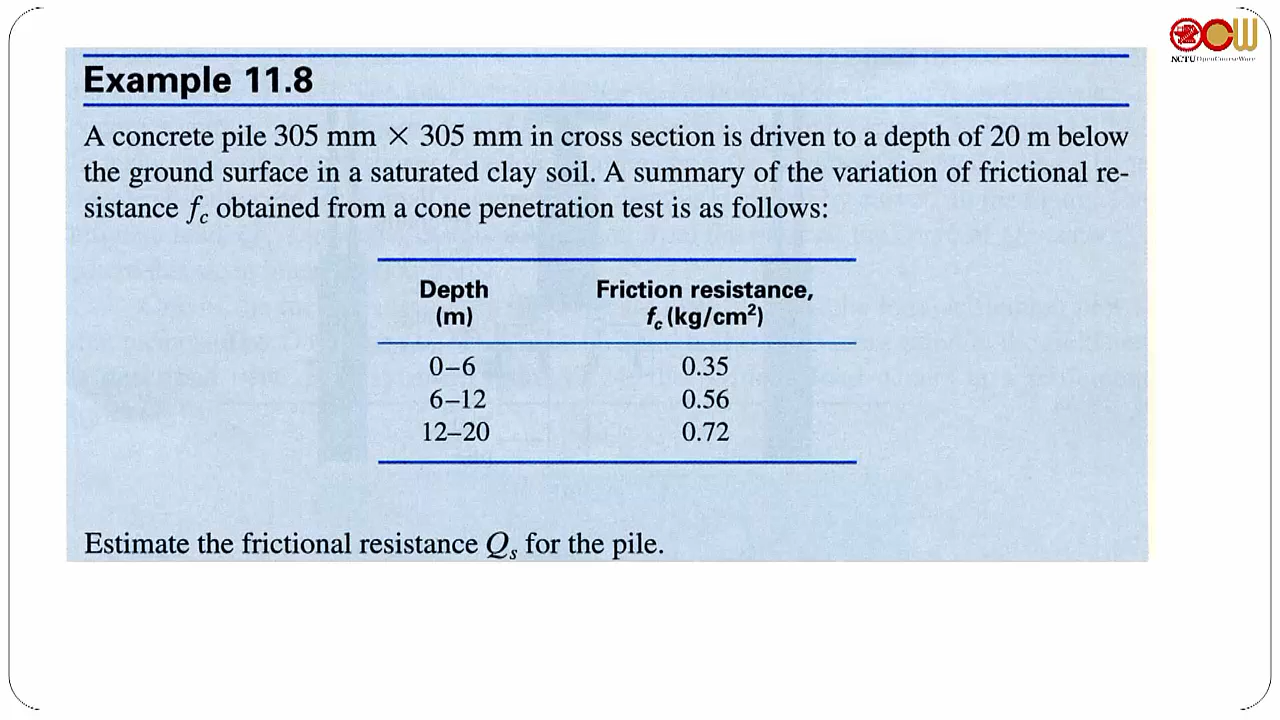 OCW
NCTU OpenCourseWare
Example 11.8
A concrete pile 305 mm × 305 mm in cross section is driven to a depth of 20 m below
the ground surface in a saturated clay soil. A summary of the variation of frictional re-
sistance f_c obtained from a cone penetration test is as follows:
Depth Friction resistance,
(m) f_c (kg/cm²)
0–6 0.35
6–12 0.56
12–20 0.72
Estimate the frictional resistance Q_s for the pile.